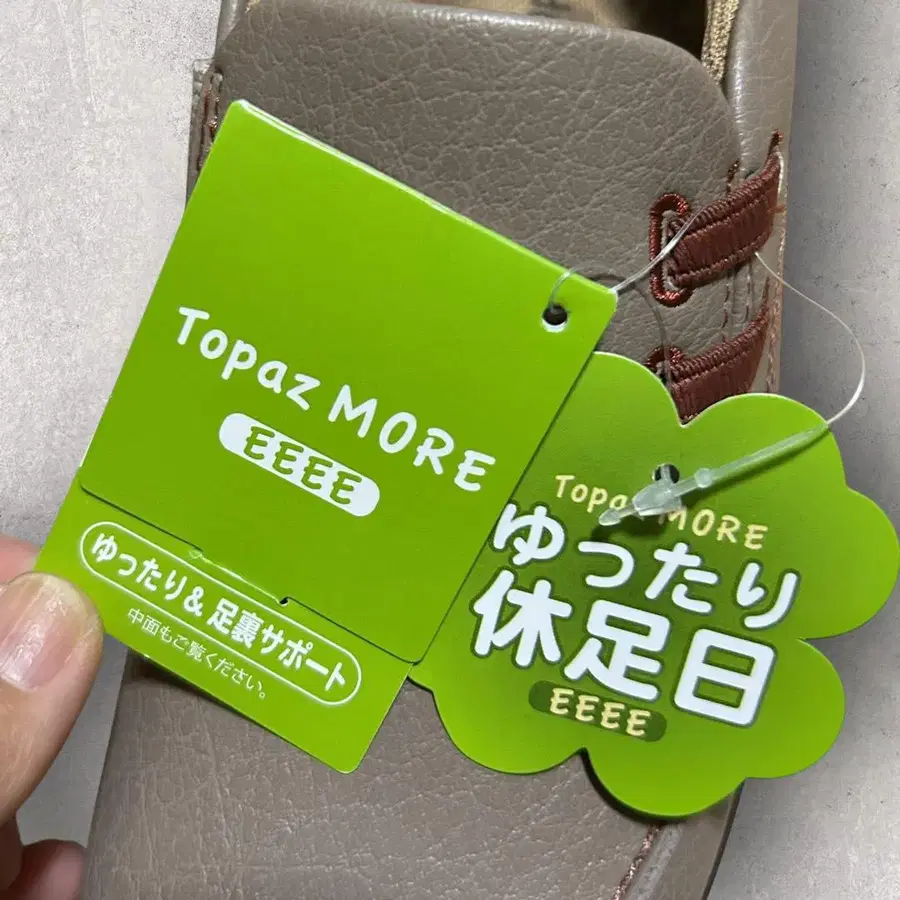 Topaz MORE
EEEE
ゆったり& 足裏サポート
中面もご覧ください。
Topaz MORE
ゆったり
休足日
EEEE